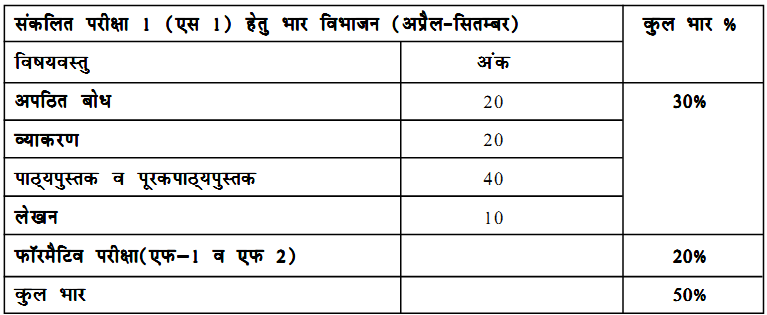 संकलित परीक्षा 1 (एस 1) हेतु भार विभाजन (अप्रैल-सितम्बर) कुल भार %
विषयवस्तु अंक
अपठित बोध 20 30%
व्याकरण 20
पाठ्यपुस्तक व पूरकपाठ्यपुस्तक 40
लेखन 10
फॉरमैटिव परीक्षा(एफ-1 व एफ 2) 20%
कुल भार 50%